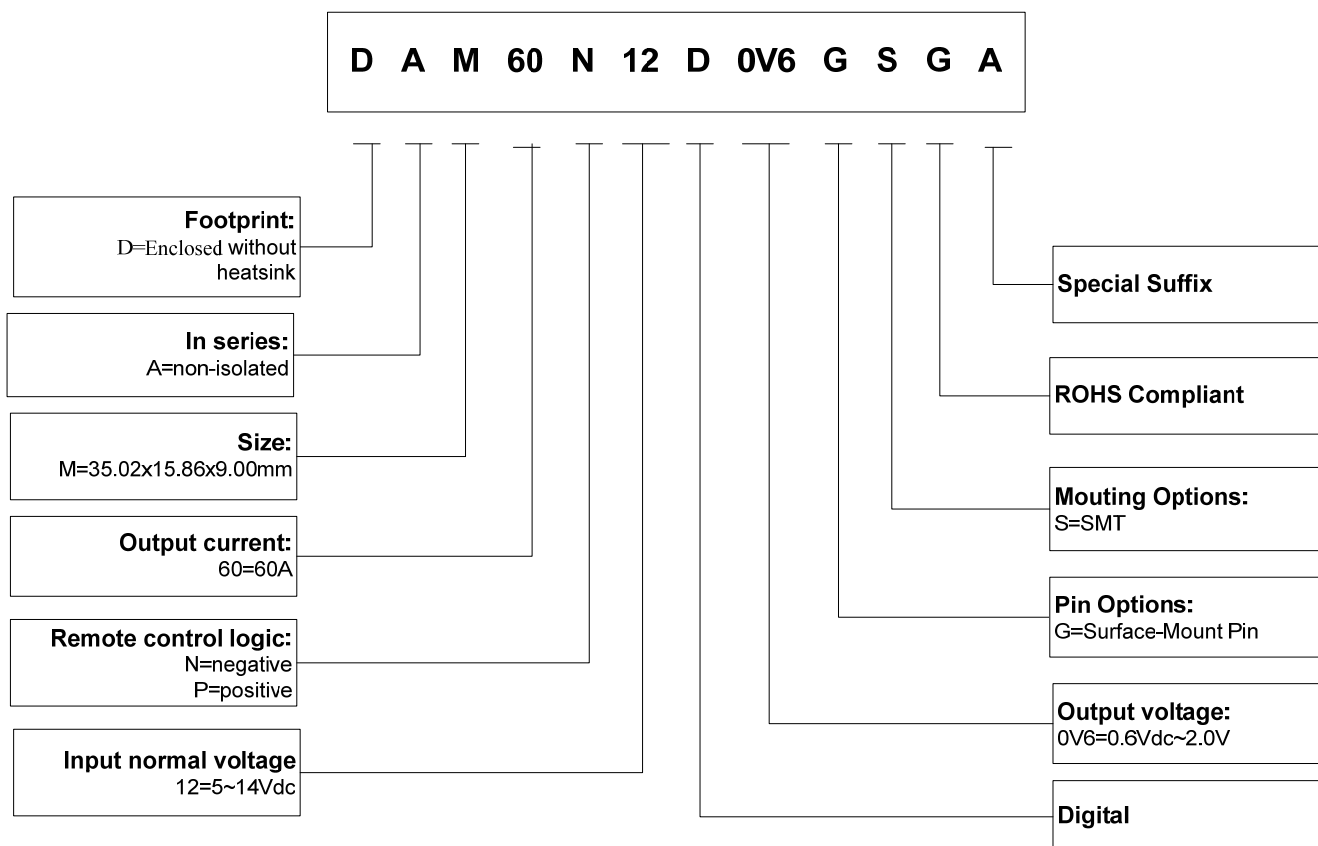 D A M 60 N 12 D 0V6 G S G A
Footprint:
D=Enclosed without
heatsink
In series:
A=non-isolated
Size:
M=35.02x15.86x9.00mm
Output current:
60=60A
Remote control logic:
N=negative
P=positive
Input normal voltage
12=5~14Vdc
Special Suffix
ROHS Compliant
Mouting Options:
S=SMT
Pin Options:
G=Surface-Mount Pin
Output voltage:
0V6=0.6Vdc~2.0V
Digital